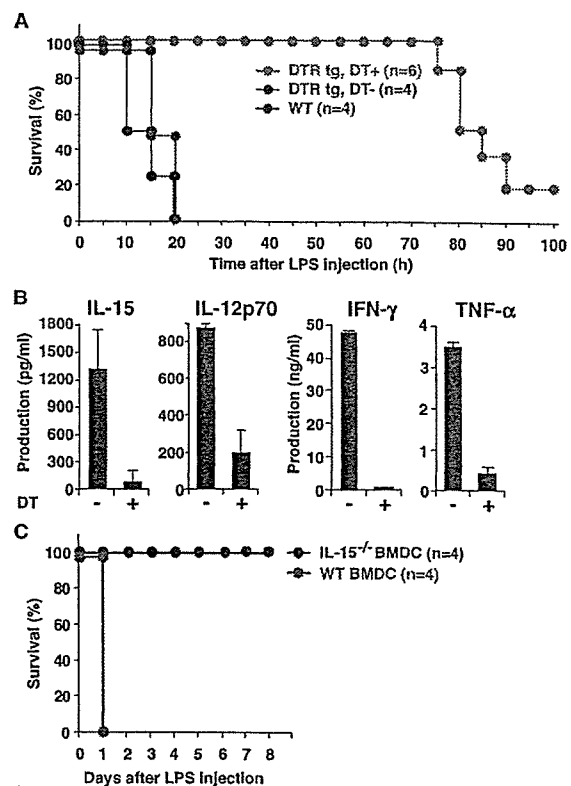 A
Survival (%)
100
80
60
40
20
0
DTR tg, DT+ (n=6)
DTR tg, DT- (n=4)
WT (n=4)
0 10 20 30 40 50 60 70 80 90 100
Time after LPS injection (h)
B
IL-15 IL-12p70 IFN-γ TNF-α
Production (pg/ml)
1800
1500
1200
900
600
300
0
800
600
400
200
0
Production (ng/ml)
50
40
30
20
10
0
4
3
2
1
0
DT - + - + - + - +
C
Survival (%)
100
80
60
40
20
0
IL-15-/- BMDC (n=4)
WT BMDC (n=4)
0 1 2 3 4 5 6 7 8
Days after LPS Injection